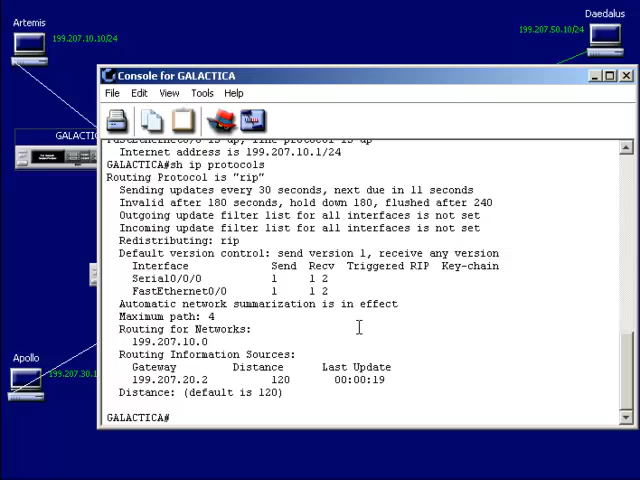 Artemis
199.207.10.10/24
Daedalus
199.207.50.10/24
Console for GALACTICA
File Edit View Tools Help
Internet address is 199.207.10.1/24
GALACTICA#sh ip protocols
Routing Protocol is "rip"
Sending updates every 30 seconds, next due in 11 seconds
Invalid after 180 seconds, hold down 180, flushed after 240
Outgoing update filter list for all interfaces is not set
Incoming update filter list for all interfaces is not set
Redistributing: rip
Default version control: send version 1, receive any version
Interface Send Recv Triggered RIP Key-chain
Serial0/0/0 1 1 2
FastEthernet0/0 1 1 2
Automatic network summarization is in effect
Maximum path: 4
Routing for Networks:
199.207.10.0
Routing Information Sources:
Gateway Distance Last Update
199.207.20.2 120 00:00:19
Distance: (default is 120)
GALACTICA#
GALACTIC
Apollo
199.207.30.1